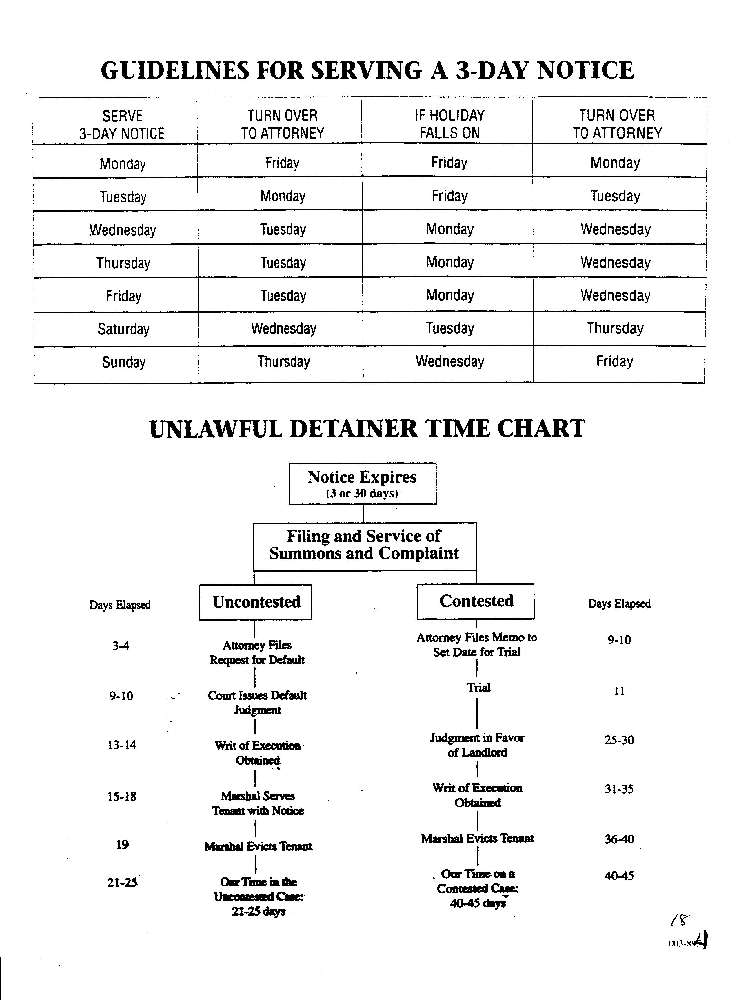 GUIDELINES FOR SERVING A 3-DAY NOTICE
SERVE 3-DAY NOTICE TURN OVER TO ATTORNEY IF HOLIDAY FALLS ON TURN OVER TO ATTORNEY
Monday Friday Friday Monday
Tuesday Monday Friday Tuesday
Wednesday Tuesday Monday Wednesday
Thursday Tuesday Monday Wednesday
Friday Tuesday Monday Wednesday
Saturday Wednesday Tuesday Thursday
Sunday Thursday Wednesday Friday
UNLAWFUL DETAINER TIME CHART
Notice Expires
(3 or 30 days)
Filing and Service of
Summons and Complaint
Days Elapsed Uncontested Contested Days Elapsed
3-4
Attorney Files
Request for Default
9-10
Court Issues Default
Judgment
13-14
Writ of Execution
Obtained
15-18
Marshal Serves
Tenant with Notice
19
Marshal Evicts Tenant
21-25
Our Time in the
Uncontested Case:
21-25 days
Attorney Files Memo to
Set Date for Trial
9-10
Trial
11
Judgment in Favor
of Landlord
25-30
Writ of Execution
Obtained
31-35
Marshal Evicts Tenant
36-40
Our Time on a
Contested Case:
40-45 days
40-45
18